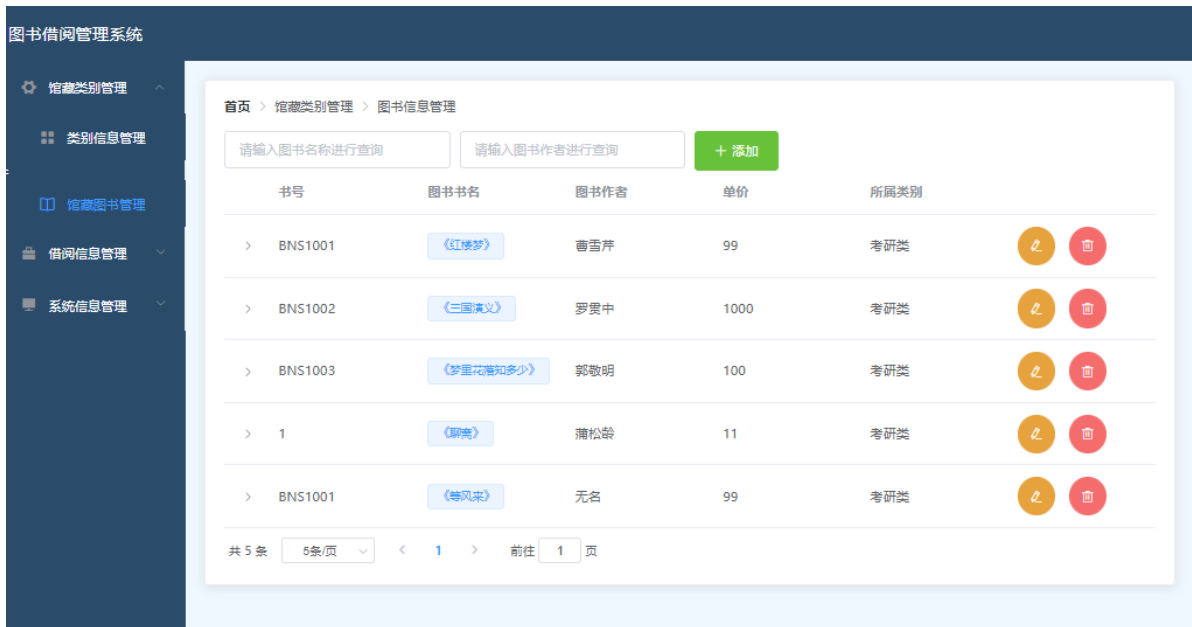 图书借阅管理系统
馆藏类别管理
类别信息管理
馆藏图书管理
借阅信息管理
系统信息管理
首页 > 馆藏类别管理 > 图书信息管理
请输入图书名称进行查询 请输入图书作者进行查询 + 添加
书号 图书书名 图书作者 单价 所属类别
BNS1001 《红楼梦》 曹雪芹 99 考研类
BNS1002 《三国演义》 罗贯中 1000 考研类
BNS1003 《梦里花落知多少》 郭敬明 100 考研类
1 《聊斋》 蒲松龄 11 考研类
BNS1001 《等风来》 无名 99 考研类
共 5 条 5条/页 < 1 > 前往 1 页